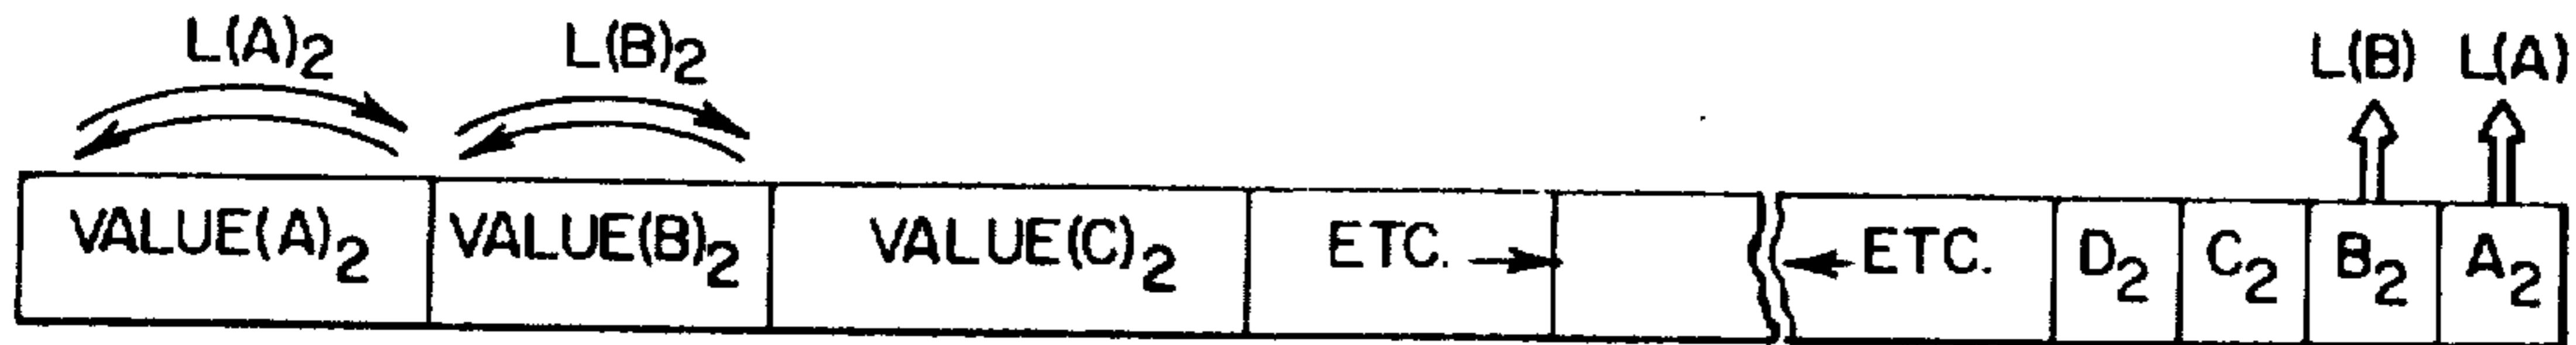 L(A)₂ L(B)₂ L(B) L(A)
VALUE(A)₂ VALUE(B)₂ VALUE(C)₂ ETC. ETC. D₂ C₂ B₂ A₂